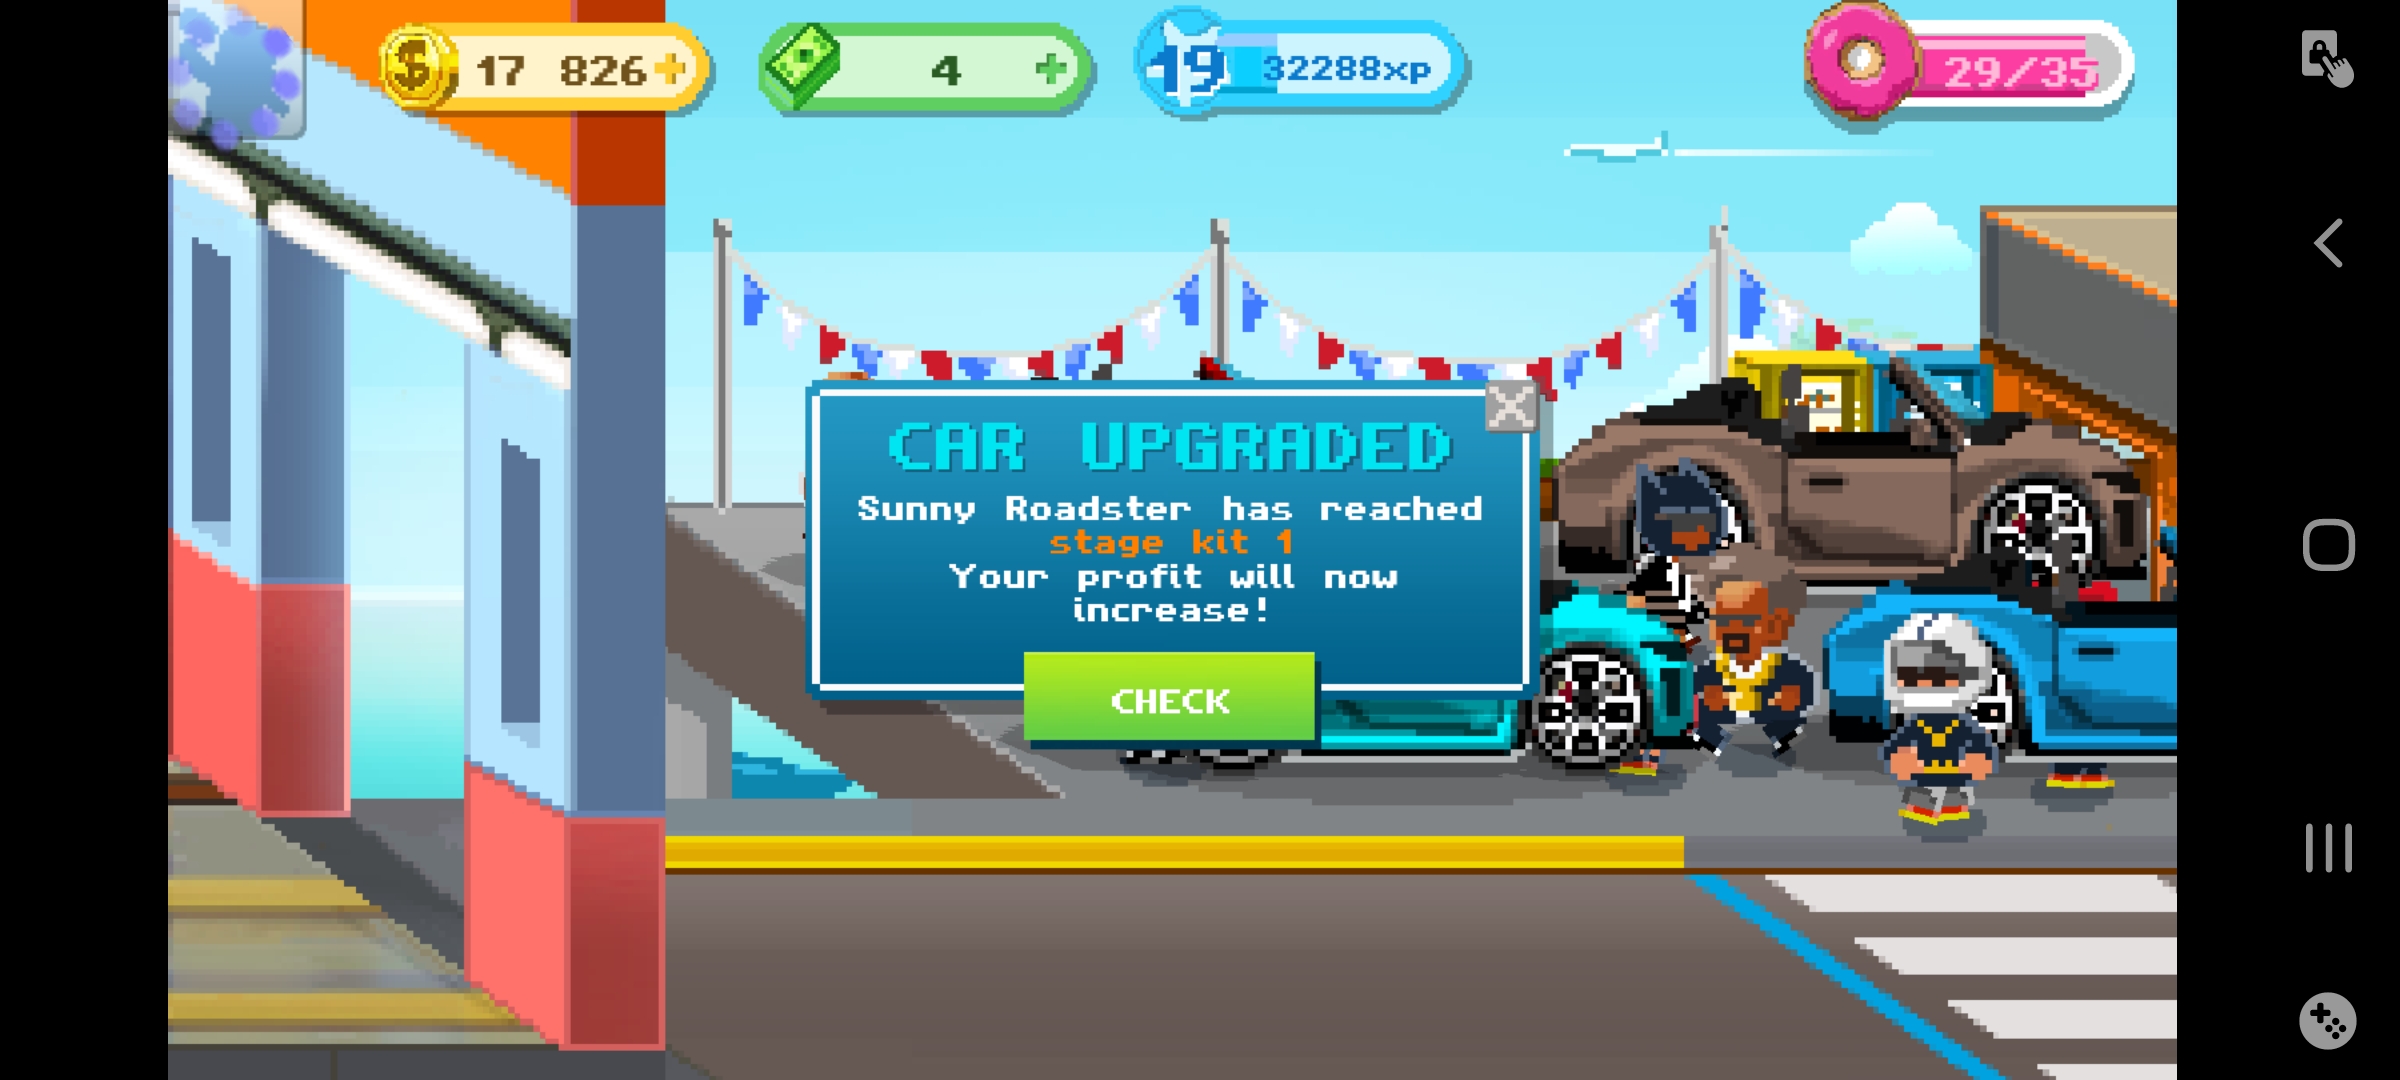 17 826 +
4 +
19 32288xp
29/35
CAR UPGRADED
Sunny Roadster has reached
stage kit 1
Your profit will now
increase!
CHECK